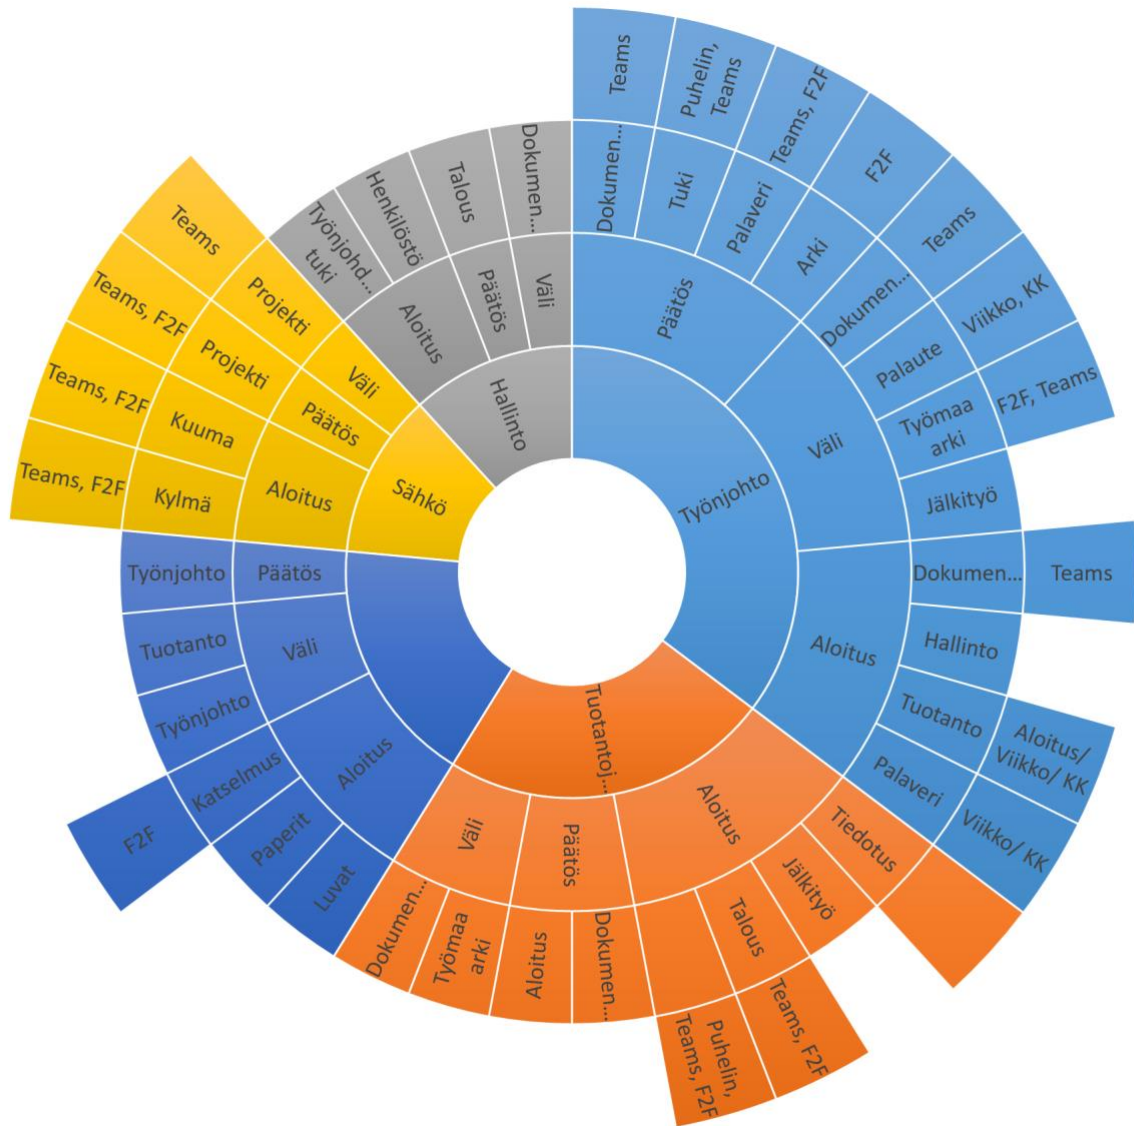 Työnjohto
Päätös
Dokumen...
Teams
Tuki
Puhelin,
Teams
Palaveri
Teams, F2F
Arki
F2F
Väli
Dokumen...
Teams
Palaute
Viikko, KK
Työmaa
arki
F2F, Teams
Jälkityö
Aloitus
Dokumen...
Teams
Hallinto
Tuotanto
Aloitus/
Viikko/ KK
Palaveri
Viikko/ KK
Tuotantoj...
Aloitus
Tiedotus
Jälkityö
Talous
Teams, F2F
Puhelin,
Teams, F2F
Päätös
Dokumen...
Aloitus
Väli
Työmaa
arki
Dokumen...
Aloitus
Luvat
Paperit
Katselmus
F2F
Väli
Työnjohto
Tuotanto
Päätös
Työnjohto
Sähkö
Aloitus
Kylmä
Teams, F2F
Kuuma
Teams, F2F
Päätös
Projekti
Teams, F2F
Väli
Projekti
Teams
Hallinto
Aloitus
Työnjohd...
tuki
Henkilöstö
Päätös
Talous
Väli
Dokumen...